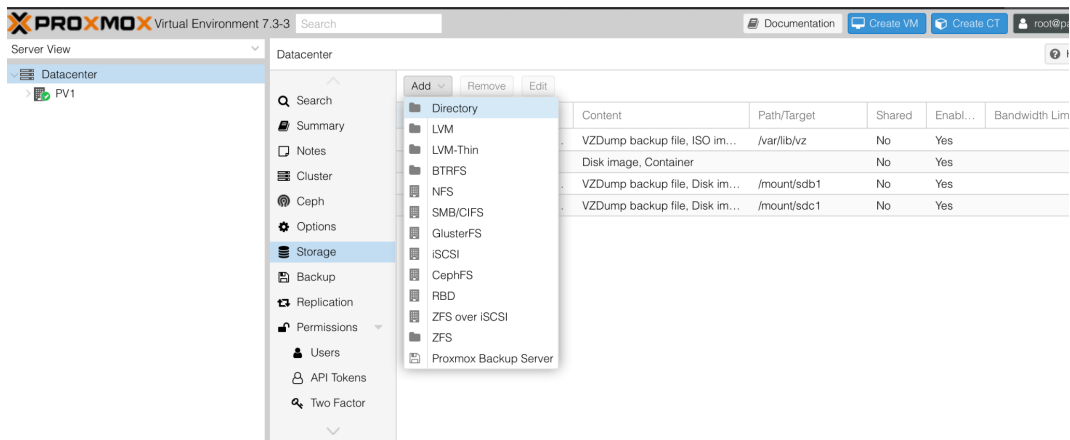 PROXMOX Virtual Environment 7.3-3 Search Documentation Create VM Create CT
Server View
Datacenter
PV1
Datacenter
Search
Summary
Notes
Cluster
Ceph
Options
Storage
Backup
Replication
Permissions
Users
API Tokens
Two Factor
Add Remove Edit
Directory
LVM
LVM-Thin
BTRFS
NFS
SMB/CIFS
GlusterFS
iSCSI
CephFS
RBD
ZFS over iSCSI
ZFS
Proxmox Backup Server
Content Path/Target Shared Enabl... Bandwidth Lim
VZDump backup file, ISO im... /var/lib/vz No Yes
Disk image, Container No Yes
VZDump backup file, Disk im... /mount/sdb1 No Yes
VZDump backup file, Disk im... /mount/sdc1 No Yes